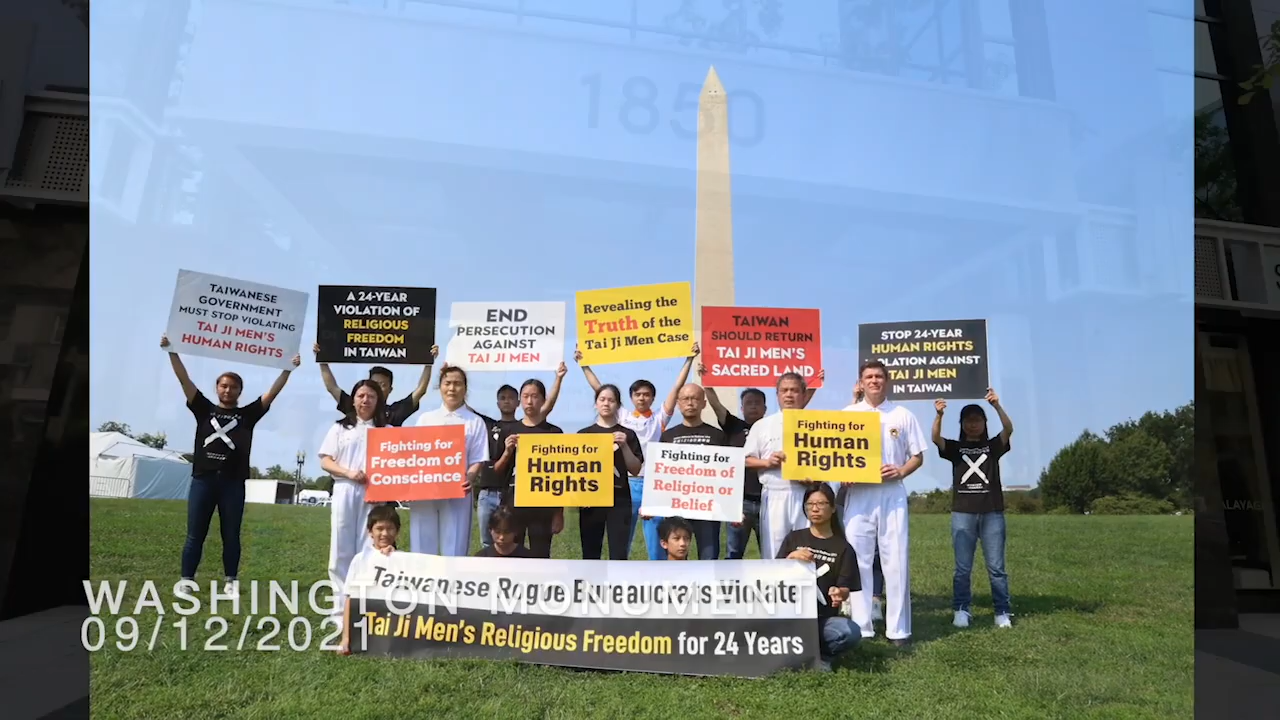 1850
TAIWANESE
GOVERNMENT
MUST STOP VIOLATING
TAI JI MEN'S
HUMAN RIGHTS
A 24-YEAR
VIOLATION OF
RELIGIOUS
FREEDOM
IN TAIWAN
END
PERSECUTION
AGAINST
TAI JI MEN
Revealing the
Truth of the
Tai Ji Men Case
TAIWAN
SHOULD RETURN
TAI JI MEN'S
SACRED LAND
STOP 24-YEAR
HUMAN RIGHTS
OLATION AGAINST
TAI JI MEN
IN TAIWAN
Fighting for
Freedom of
Conscience
Fighting for
Human
Rights
Fighting for
Freedom of
Religion or
Belief
Fighting for
Human
Rights
Taiwanese Rogue Bureaucrats Violate
Tai Ji Men's Religious Freedom for 24 Years
WASHINGTON MONUMENT
09/12/2021